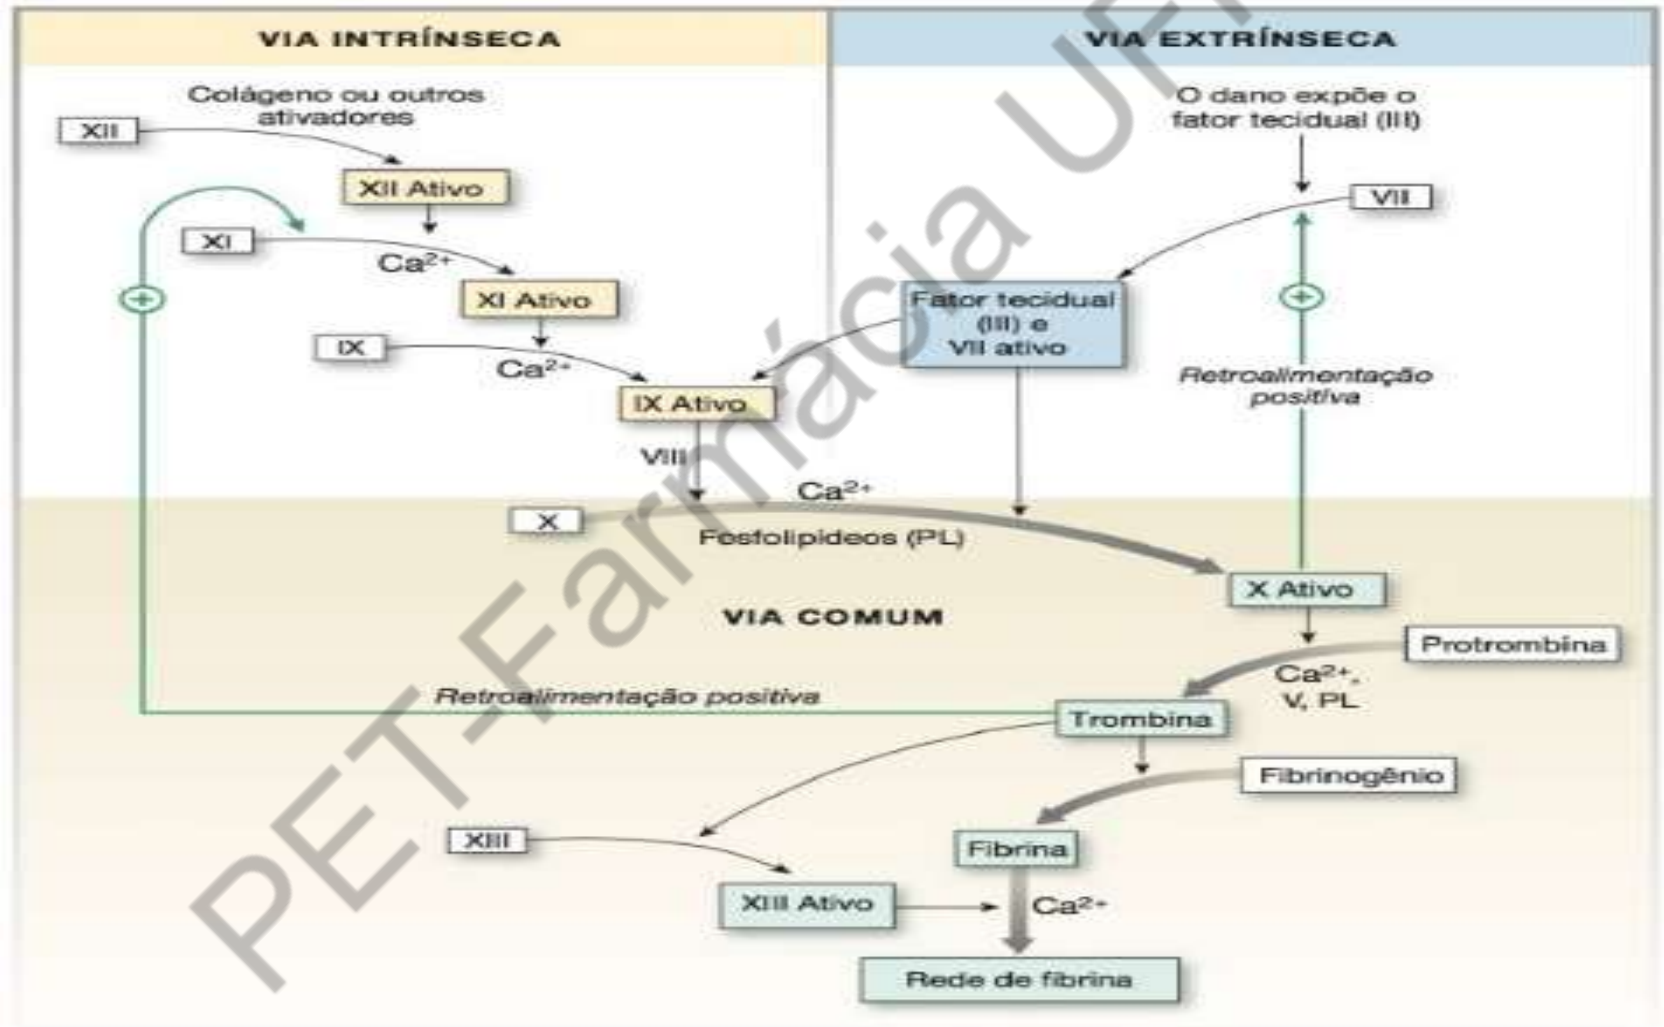 VIA INTRÍNSECA
VIA EXTRÍNSECA
Colágeno ou outros
ativadores
XII
XII Ativo
XI
Ca²⁺
XI Ativo
IX
Ca²⁺
IX Ativo
VIII
O dano expõe o
fator tecidual (III)
VII
Fator tecidual
(III) e
VII ativo
Retroalimentação
positiva
X
Ca²⁺
Fosfolipídeos (PL)
X Ativo
VIA COMUM
Protrombina
Ca²⁺,
V, PL
Retroalimentação positiva
Trombina
Fibrinogênio
XIII
Fibrina
XIII Ativo
Ca²⁺
Rede de fibrina
PET-Farmácia